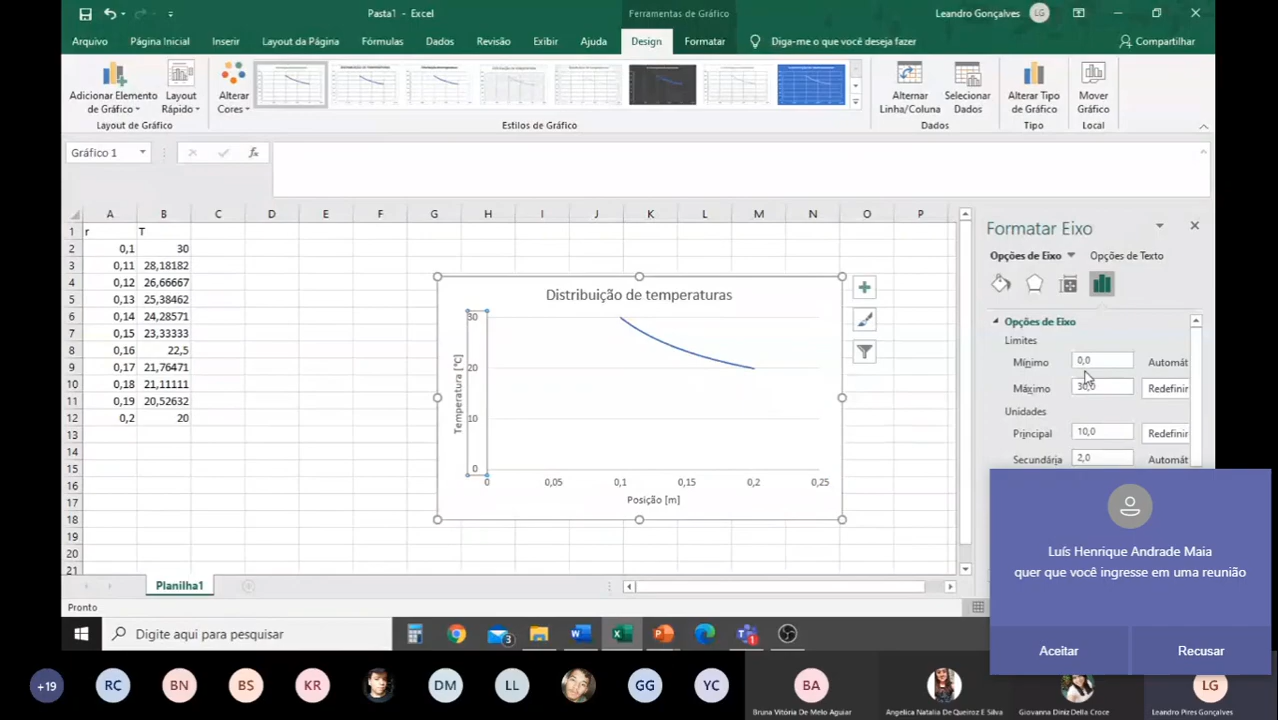 Pasta1 - Excel
Ferramentas de Gráfico
Leandro Gonçalves
LG
Arquivo
Página Inicial
Inserir
Layout da Página
Fórmulas
Dados
Revisão
Exibir
Ajuda
Design
Formatar
Diga-me o que você deseja fazer
Compartilhar
Adicionar Elemento
de Gráfico
Layout
Rápido
Alterar
Cores
Alternar
Linha/Coluna
Selecionar
Dados
Alterar Tipo
de Gráfico
Mover
Gráfico
Layout de Gráfico
Estilos de Gráfico
Dados
Tipo
Local
Gráfico 1
fx
A B C D E F G H I J K L M N O P
1 r T
2 0,1 30
3 0,11 28,18182
4 0,12 26,66667
5 0,13 25,38462
6 0,14 24,28571
7 0,15 23,33333
8 0,16 22,5
9 0,17 21,76471
10 0,18 21,11111
11 0,19 20,52632
12 0,2 20
13
14
15
16
17
18
19
20
21
Distribuição de temperaturas
30
20
10
0
Temperatura [°C]
0 0,05 0,1 0,15 0,2 0,25
Posição [m]
Formatar Eixo
Opções de Eixo
Opções de Texto
Opções de Eixo
Limites
Mínimo 0,0 Automát
Máximo 30,0 Redefinir
Unidades
Principal 10,0 Redefinir
Secundária 2,0 Automát
Luís Henrique Andrade Maia
quer que você ingresse em uma reunião
Aceitar
Recusar
Planilha1
Pronto
Digite aqui para pesquisar
3
1
+19
RC
BN
BS
KR
DM
LL
GG
YC
BA
LG
Bruna Vitória De Melo Aguiar
Angelica Natalia De Queiroz E Silva
Giovanna Diniz Della Croce
Leandro Pires Gonçalves